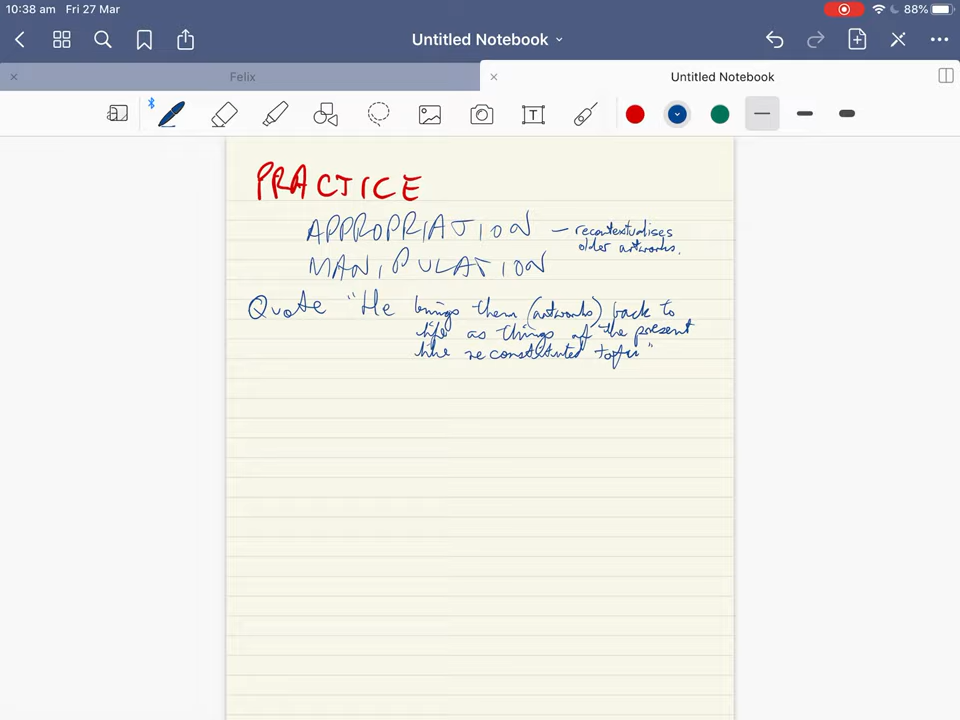 10:38 am Fri 27 Mar 88%
Untitled Notebook
Felix Untitled Notebook
T
PRACTICE
APPROPRIATION – recontextualises
older artworks.
MANIPULATION
Quote "He brings them (artworks) back to
life as things of the present
like reconstituted tofu"